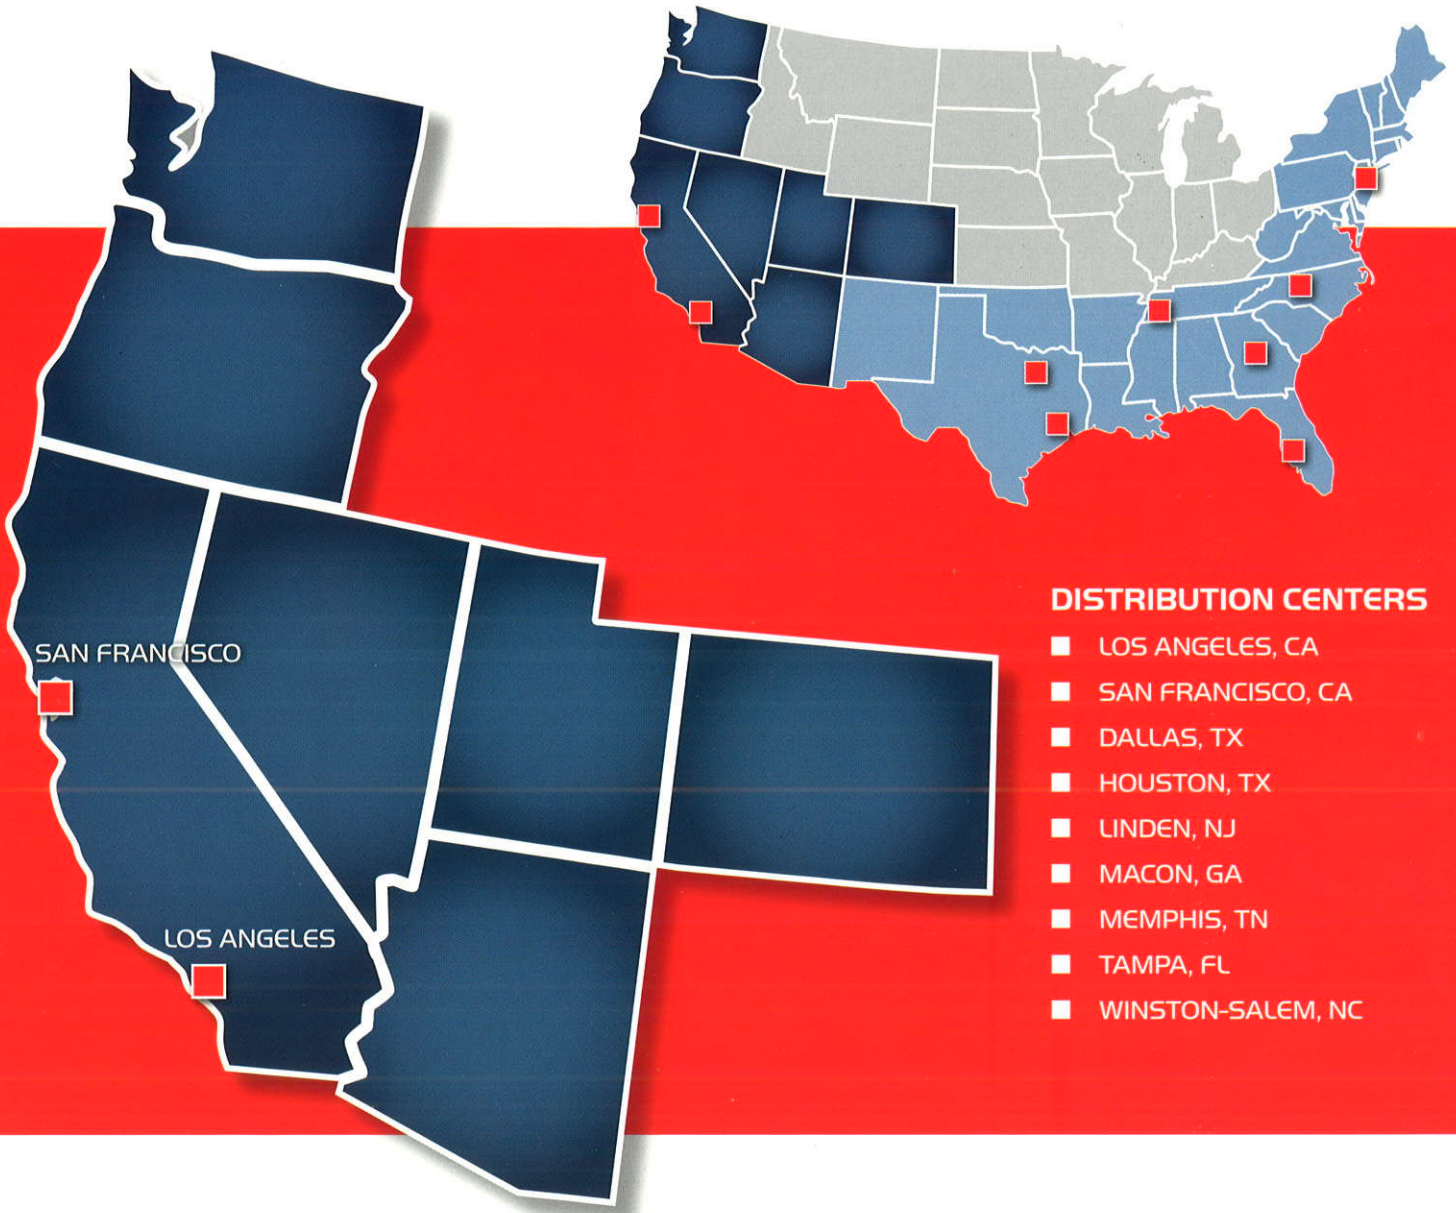 SAN FRANCISCO
LOS ANGELES
DISTRIBUTION CENTERS
LOS ANGELES, CA
SAN FRANCISCO, CA
DALLAS, TX
HOUSTON, TX
LINDEN, NJ
MACON, GA
MEMPHIS, TN
TAMPA, FL
WINSTON-SALEM, NC